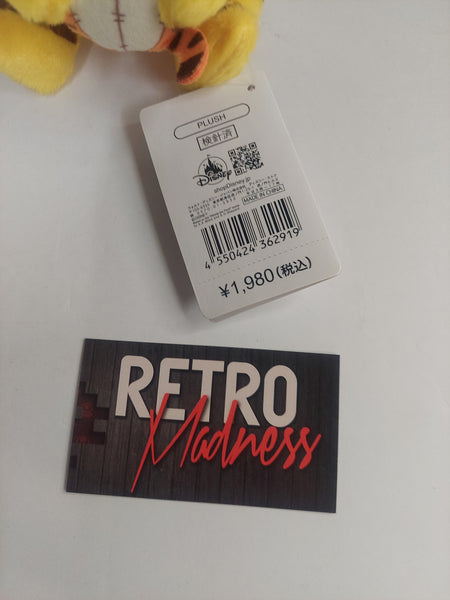 PLUSH
検針済
Disney
shopDisney.jp
MADE IN CHINA
4 550424 362919
¥1,980(税込)
RETRO
Madness